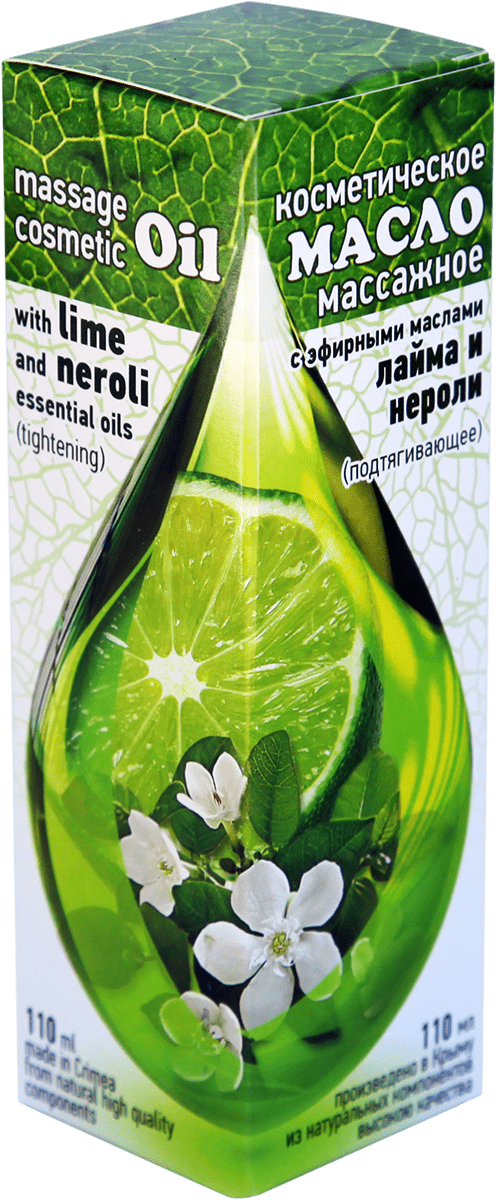 massage
cosmetic Oil
with lime
and neroli
essential oils
(tightening)
110 ml
made in Crimea
from natural high quality
components
косметическое
МАСЛО
массажное
с эфирными маслами
лайма и
нероли
(подтягивающее)
110 мл
произведено в Крыму
из натуральных компонентов
высокого качества